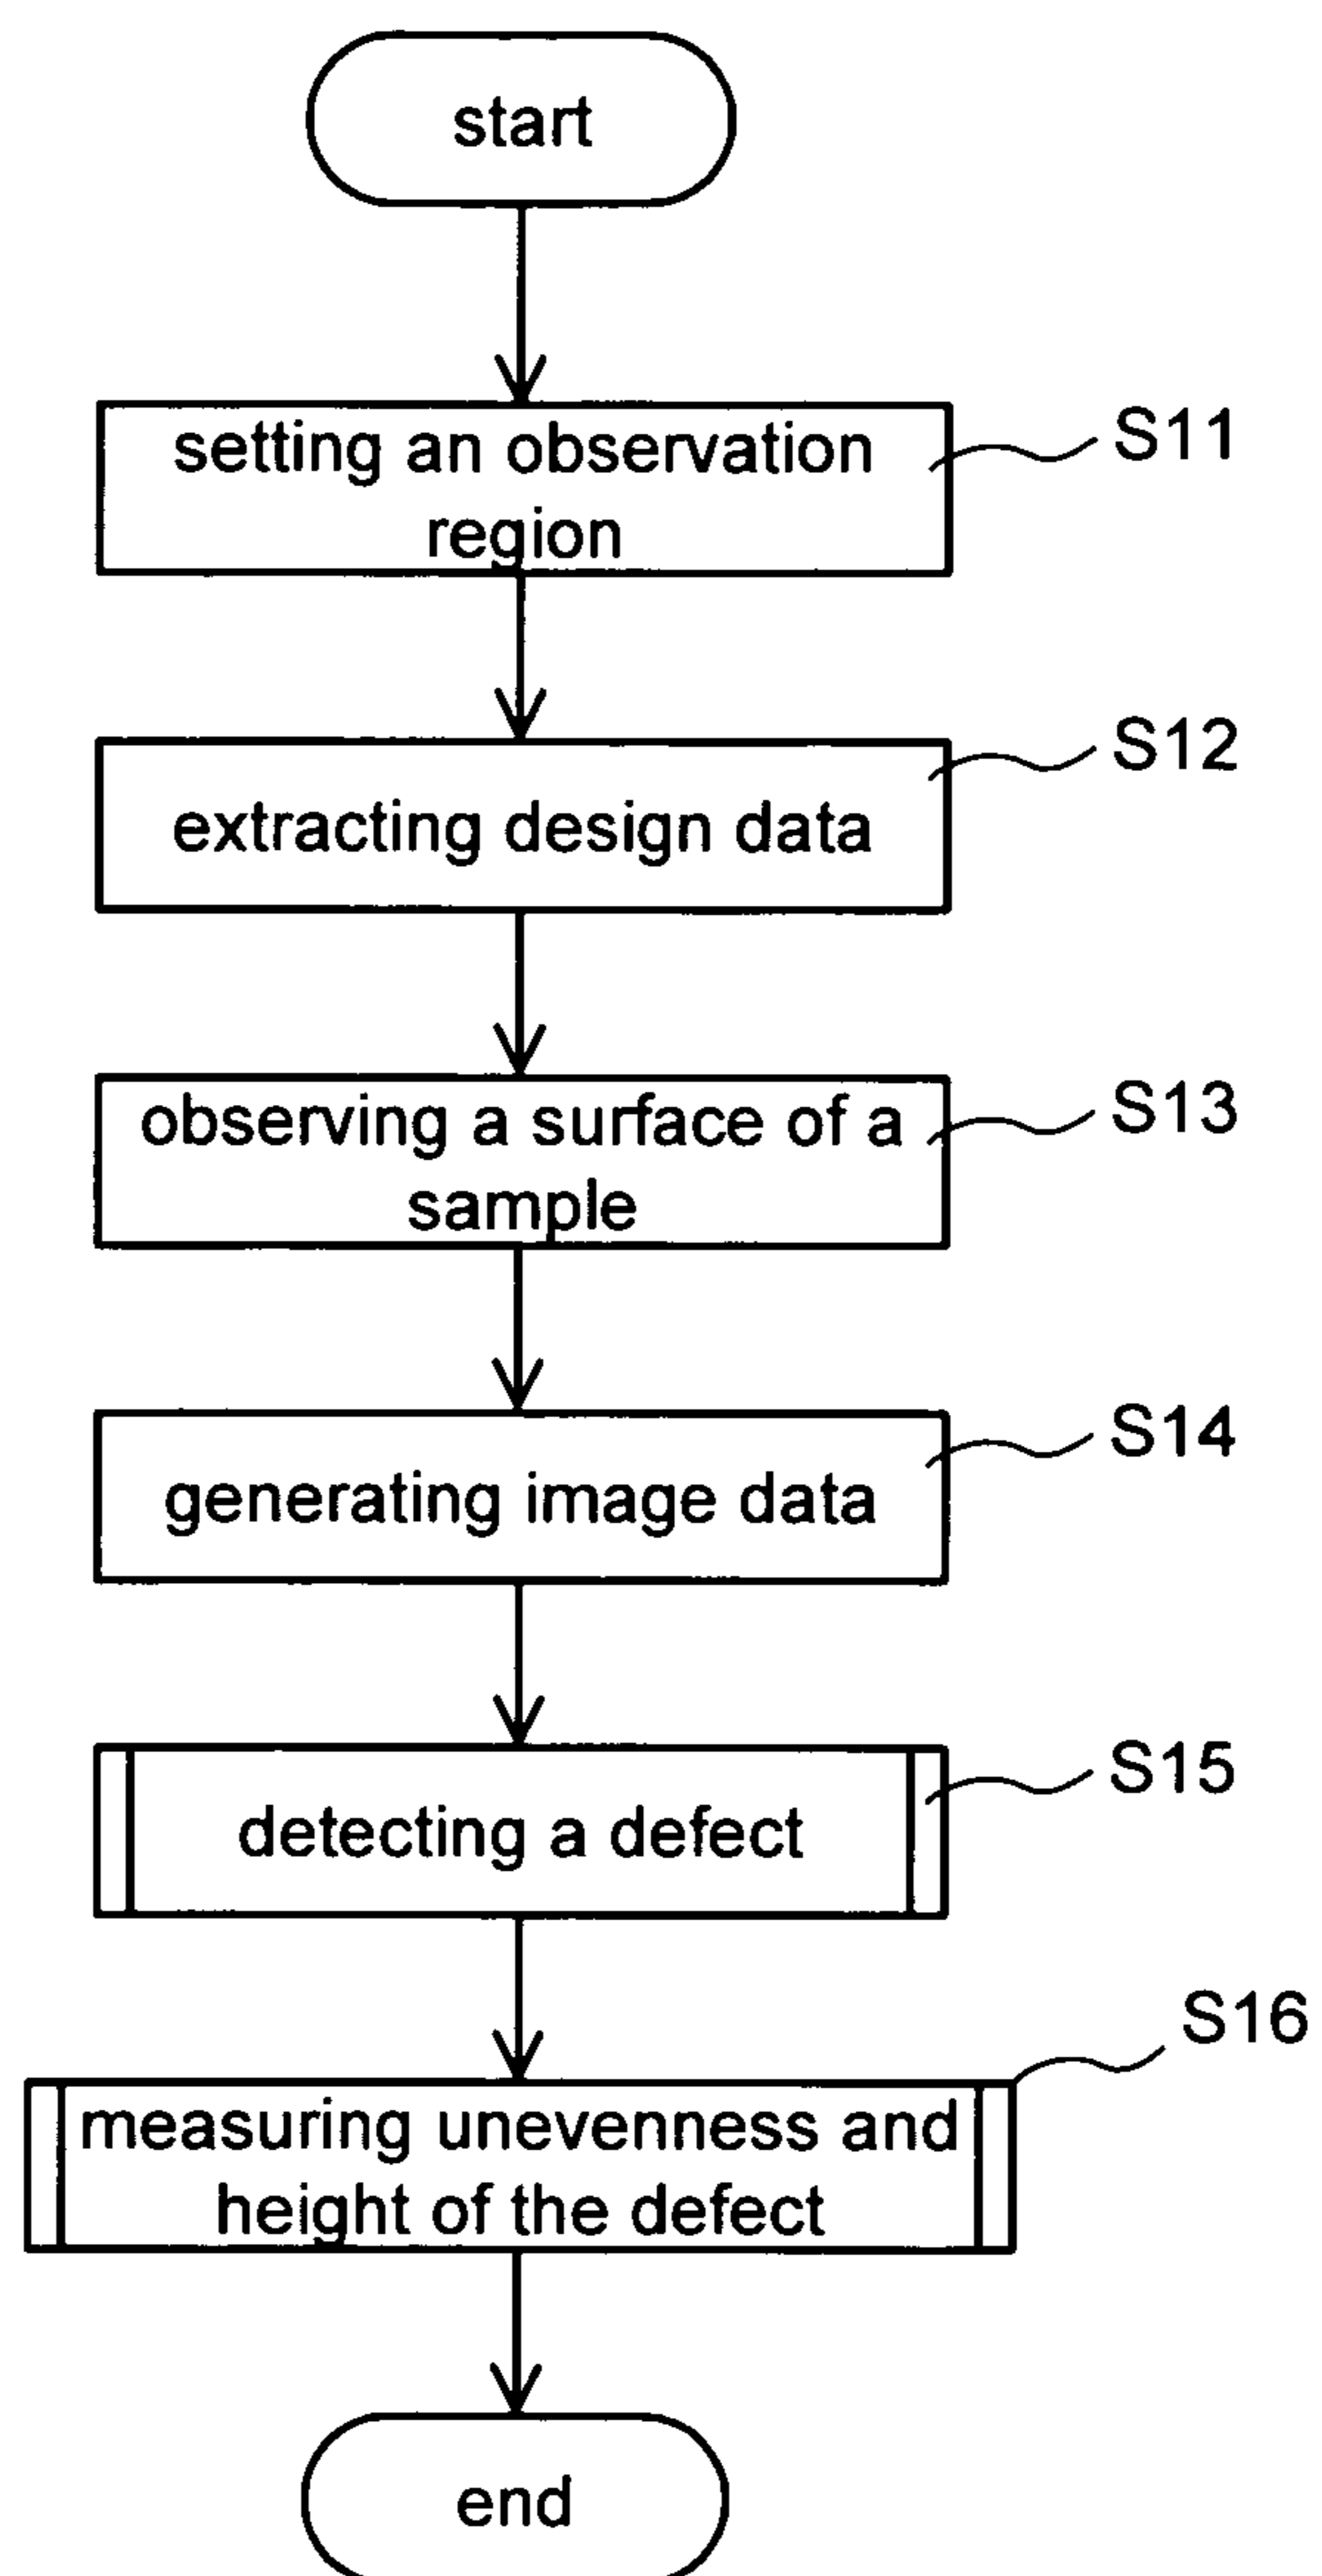 start
setting an observation
region
S11
extracting design data
S12
observing a surface of a
sample
S13
generating image data
S14
detecting a defect
S15
measuring unevenness and
height of the defect
S16
end